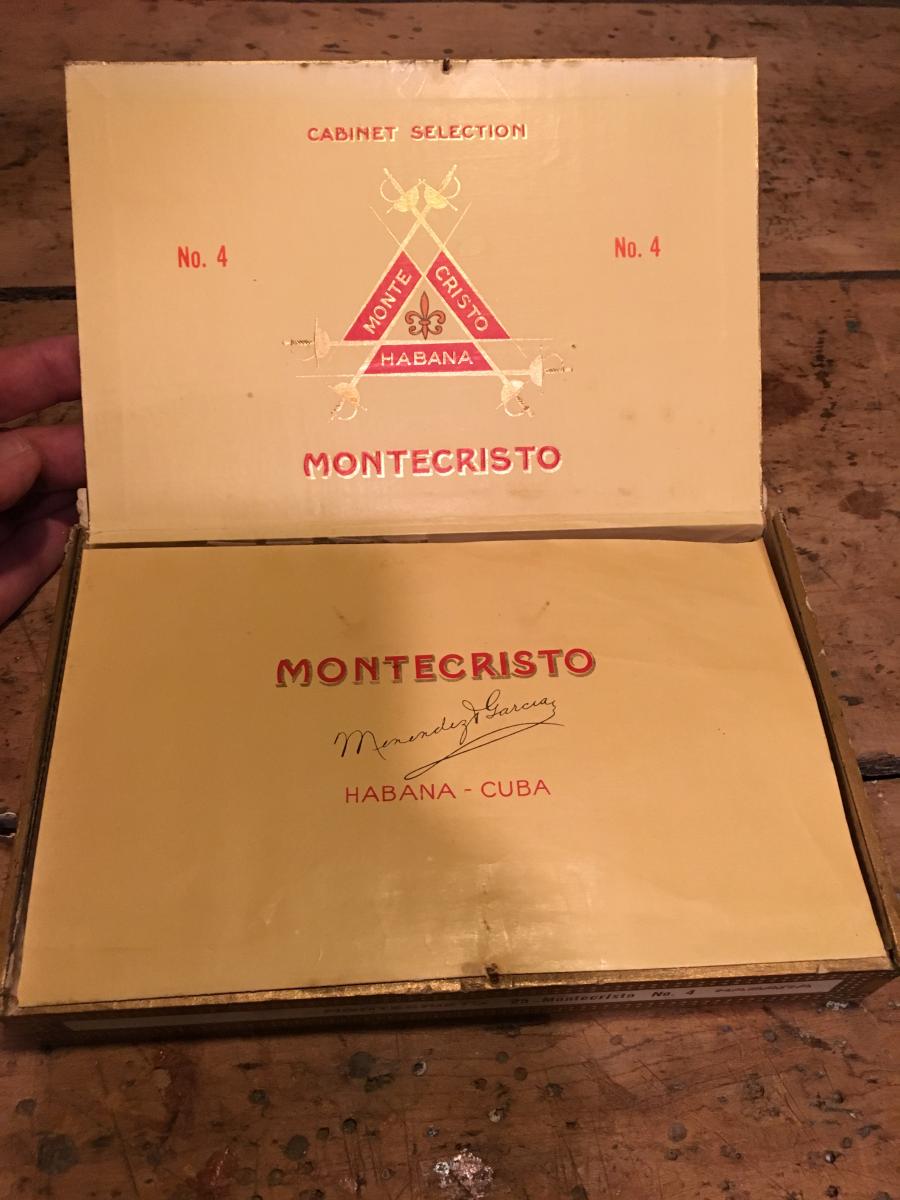 CABINET SELECTION
No. 4
No. 4
MONTE CRISTO
HABANA
MONTECRISTO
MONTECRISTO
Menendez & Garcia
HABANA - CUBA
25 Montecristo No. 4 HABANA